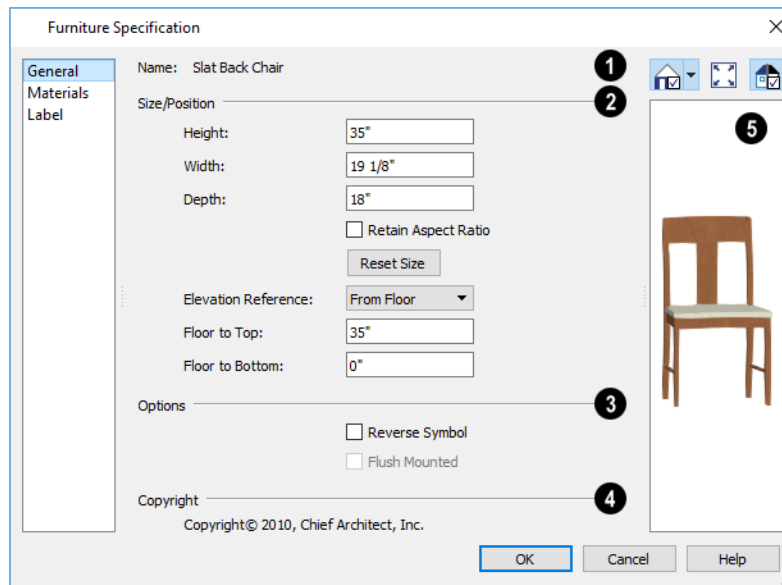 Furniture Specification
General
Materials
Label
Name: Slat Back Chair
1
Size/Position
2
Height: 35"
Width: 19 1/8"
Depth: 18"
Retain Aspect Ratio
Reset Size
Elevation Reference: From Floor
Floor to Top: 35"
Floor to Bottom: 0"
Options
3
Reverse Symbol
Flush Mounted
Copyright
4
Copyright© 2010, Chief Architect, Inc.
5
OK
Cancel
Help